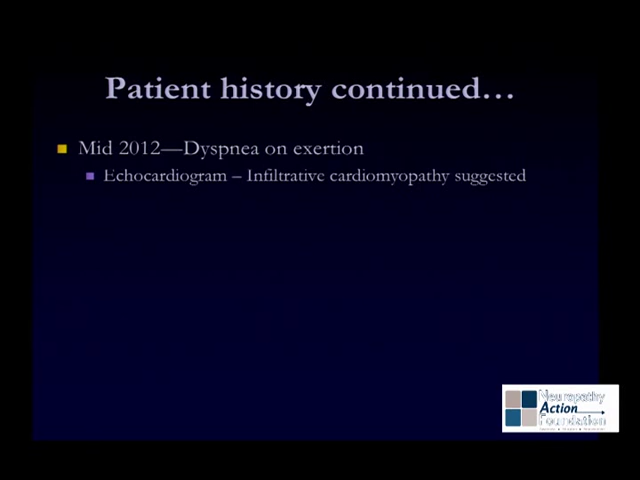 Patient history continued…
Mid 2012—Dyspnea on exertion
Echocardiogram – Infiltrative cardiomyopathy suggested
Neuropathy
Action
Foundation